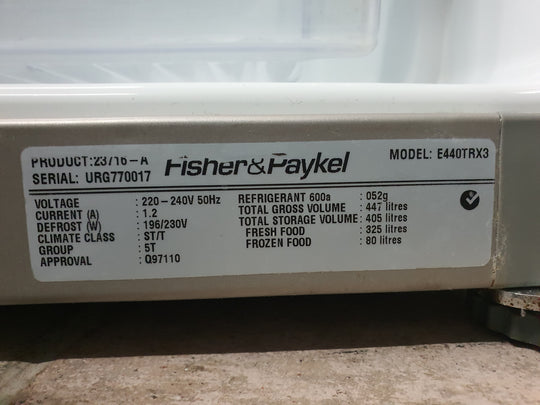 PRODUCT:23716-A Fisher&Paykel MODEL: E440TRX3
SERIAL: URG770017
VOLTAGE : 220-240V 50Hz
CURRENT (A) : 1.2
DEFROST (W) : 196/230V
CLIMATE CLASS : ST/T
GROUP : 5T
APPROVAL : Q97110
REFRIGERANT 600a : 052g
TOTAL GROSS VOLUME : 447 litres
TOTAL STORAGE VOLUME : 405 litres
FRESH FOOD : 325 litres
FROZEN FOOD : 80 litres